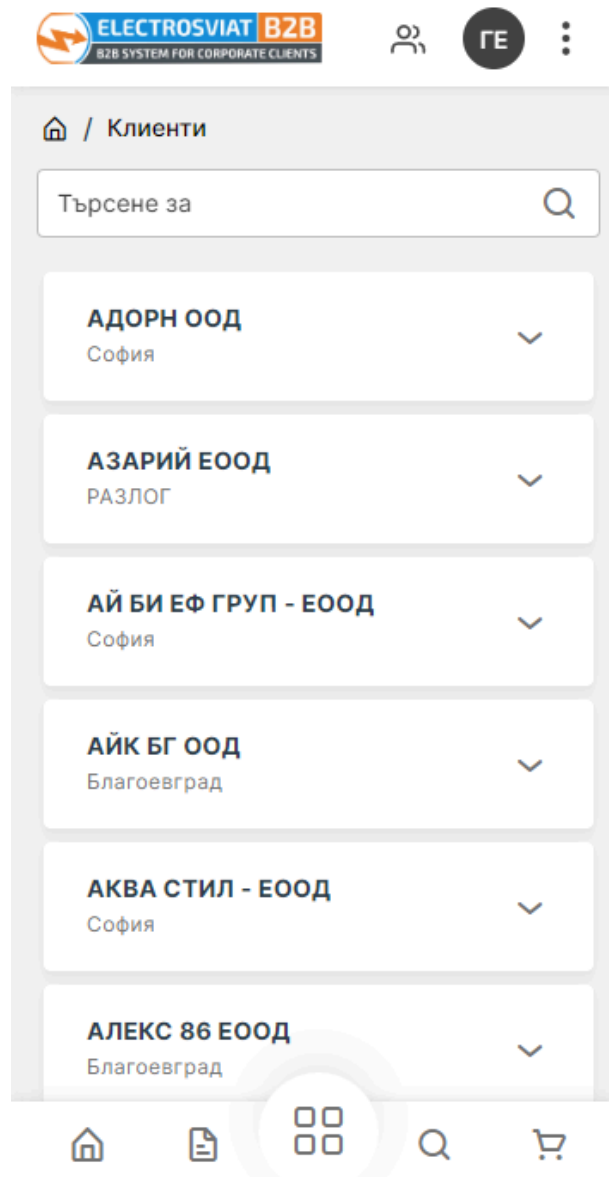 ELECTROSVIAT B2B
B2B SYSTEM FOR CORPORATE CLIENTS
ГЕ
/ Клиенти
Търсене за
АДОРН ООД
София
АЗАРИЙ ЕООД
РАЗЛОГ
АЙ БИ ЕФ ГРУП - ЕООД
София
АЙК БГ ООД
Благоевград
АКВА СТИЛ - ЕООД
София
АЛЕКС 86 ЕООД
Благоевград